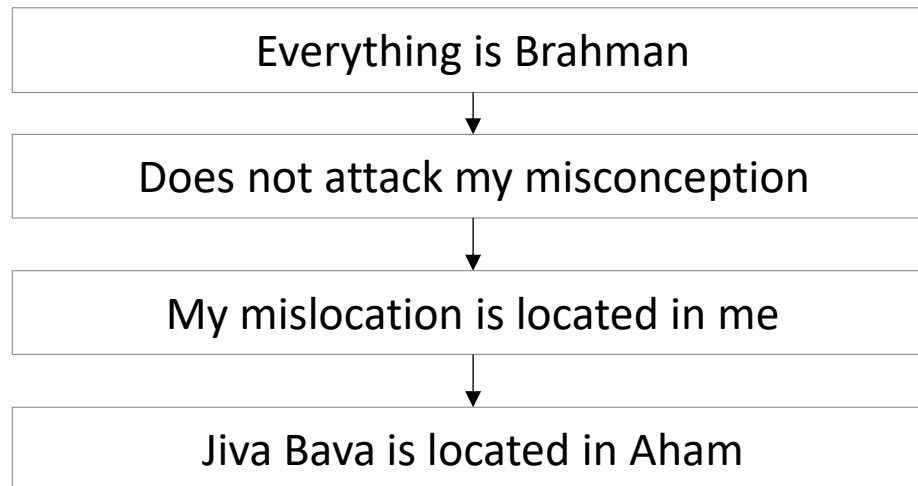 Everything is Brahman
Does not attack my misconception
My mislocation is located in me
Jiva Bava is located in Aham